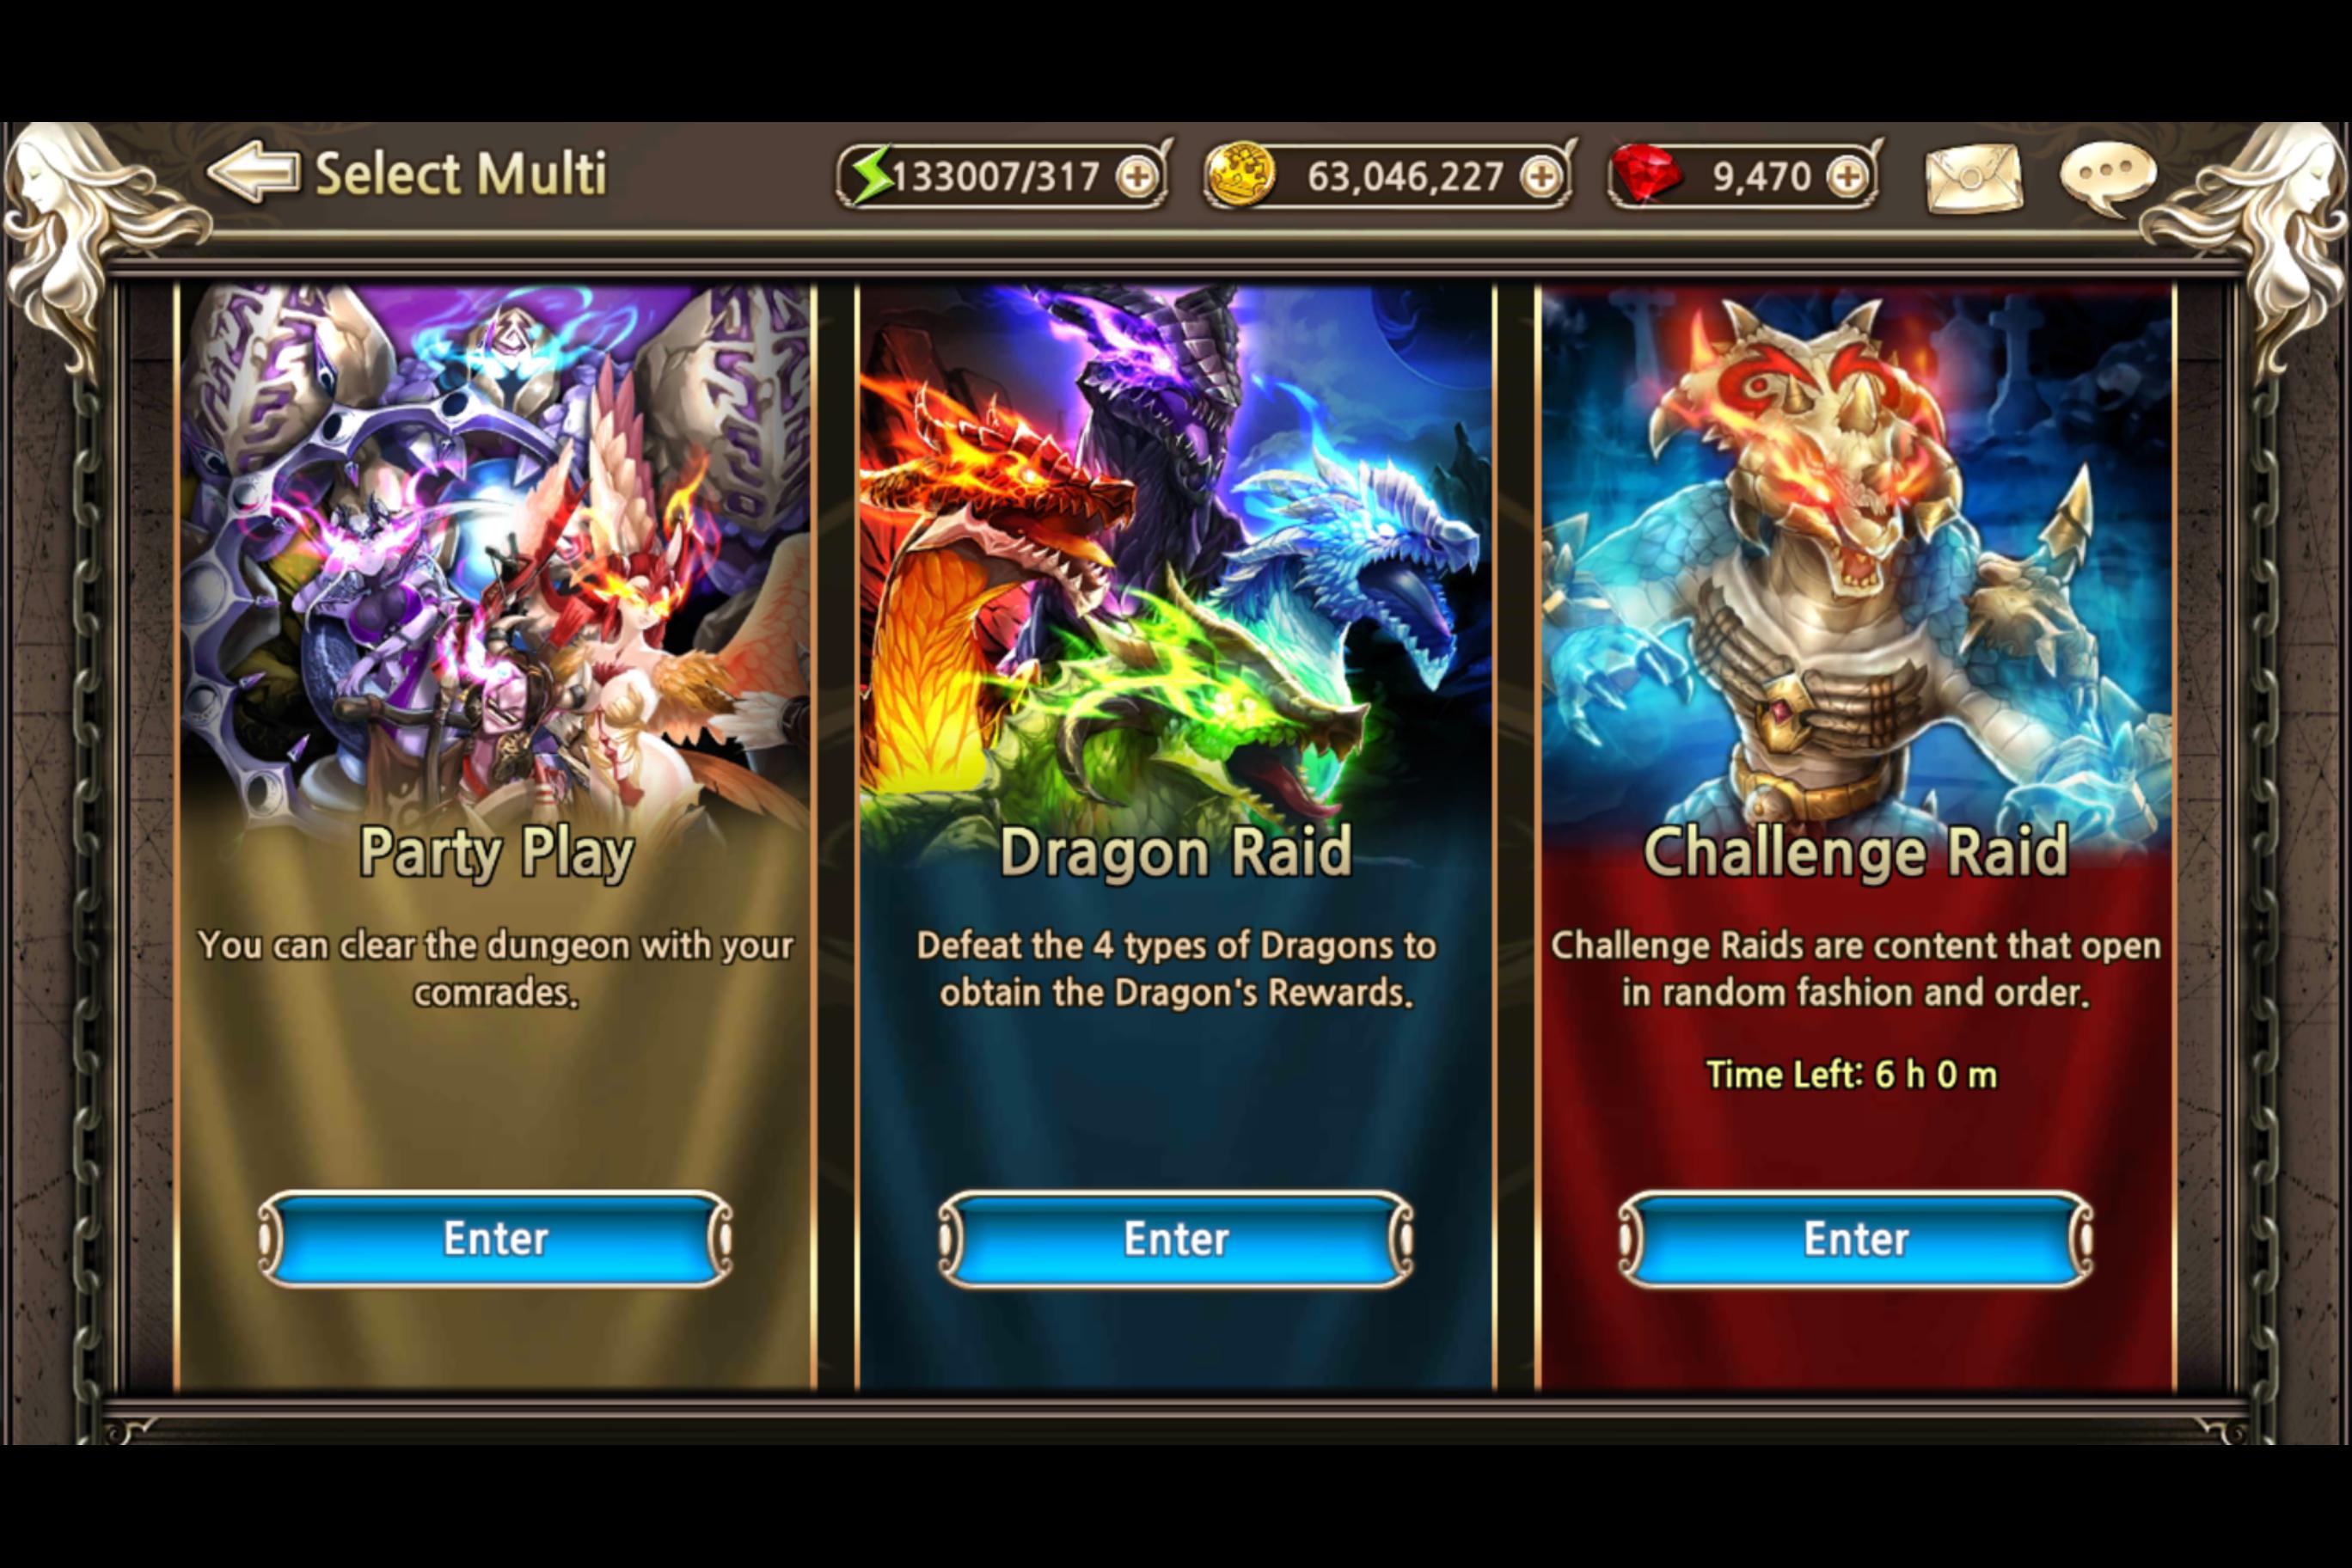 Select Multi
133007/317
63,046,227
9,470
Party Play
You can clear the dungeon with your
comrades.
Enter
Dragon Raid
Defeat the 4 types of Dragons to
obtain the Dragon's Rewards.
Enter
Challenge Raid
Challenge Raids are content that open
in random fashion and order.
Time Left: 6 h 0 m
Enter